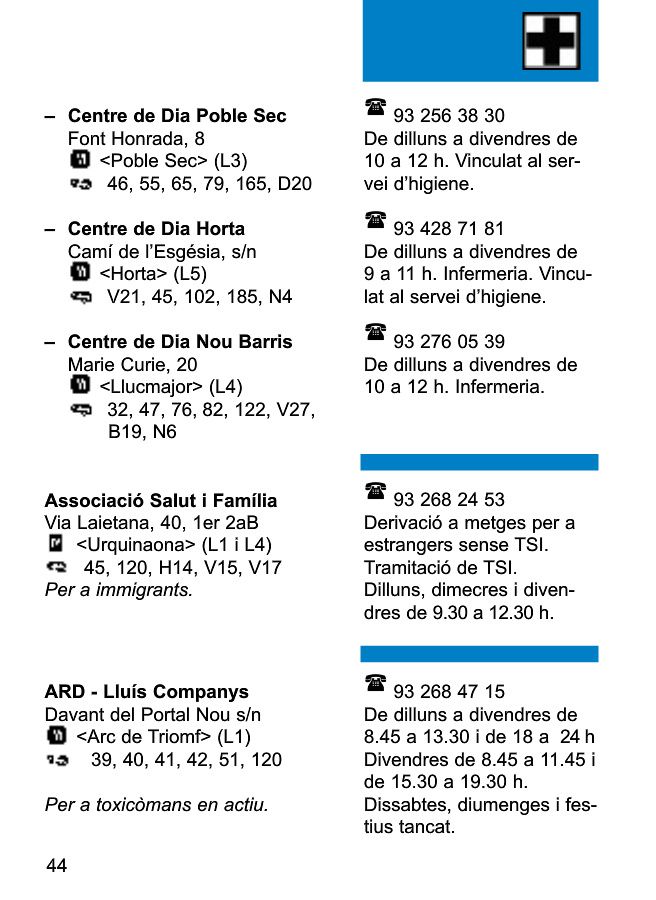 – Centre de Dia Poble Sec
Font Honrada, 8
<Poble Sec> (L3)
46, 55, 65, 79, 165, D20
☎ 93 256 38 30
De dilluns a divendres de
10 a 12 h. Vinculat al ser-
vei d’higiene.
– Centre de Dia Horta
Camí de l’Esgésia, s/n
<Horta> (L5)
V21, 45, 102, 185, N4
☎ 93 428 71 81
De dilluns a divendres de
9 a 11 h. Infermeria. Vincu-
lat al servei d’higiene.
– Centre de Dia Nou Barris
Marie Curie, 20
<Llucmajor> (L4)
32, 47, 76, 82, 122, V27,
B19, N6
☎ 93 276 05 39
De dilluns a divendres de
10 a 12 h. Infermeria.
Associació Salut i Família
Via Laietana, 40, 1er 2aB
<Urquinaona> (L1 i L4)
45, 120, H14, V15, V17
Per a immigrants.
☎ 93 268 24 53
Derivació a metges per a
estrangers sense TSI.
Tramitació de TSI.
Dilluns, dimecres i diven-
dres de 9.30 a 12.30 h.
ARD - Lluís Companys
Davant del Portal Nou s/n
<Arc de Triomf> (L1)
39, 40, 41, 42, 51, 120
Per a toxicòmans en actiu.
☎ 93 268 47 15
De dilluns a divendres de
8.45 a 13.30 i de 18 a 24 h
Divendres de 8.45 a 11.45 i
de 15.30 a 19.30 h.
Dissabtes, diumenges i fes-
tius tancat.
44